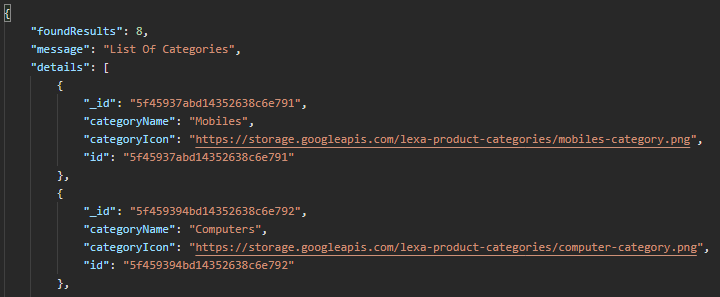 {
"foundResults": 8,
"message": "List Of Categories",
"details": [
{
"_id": "5f45937abd14352638c6e791",
"categoryName": "Mobiles",
"categoryIcon": "https://storage.googleapis.com/lexa-product-categories/mobiles-category.png",
"id": "5f45937abd14352638c6e791"
},
{
"_id": "5f459394bd14352638c6e792",
"categoryName": "Computers",
"categoryIcon": "https://storage.googleapis.com/lexa-product-categories/computer-category.png",
"id": "5f459394bd14352638c6e792"
},